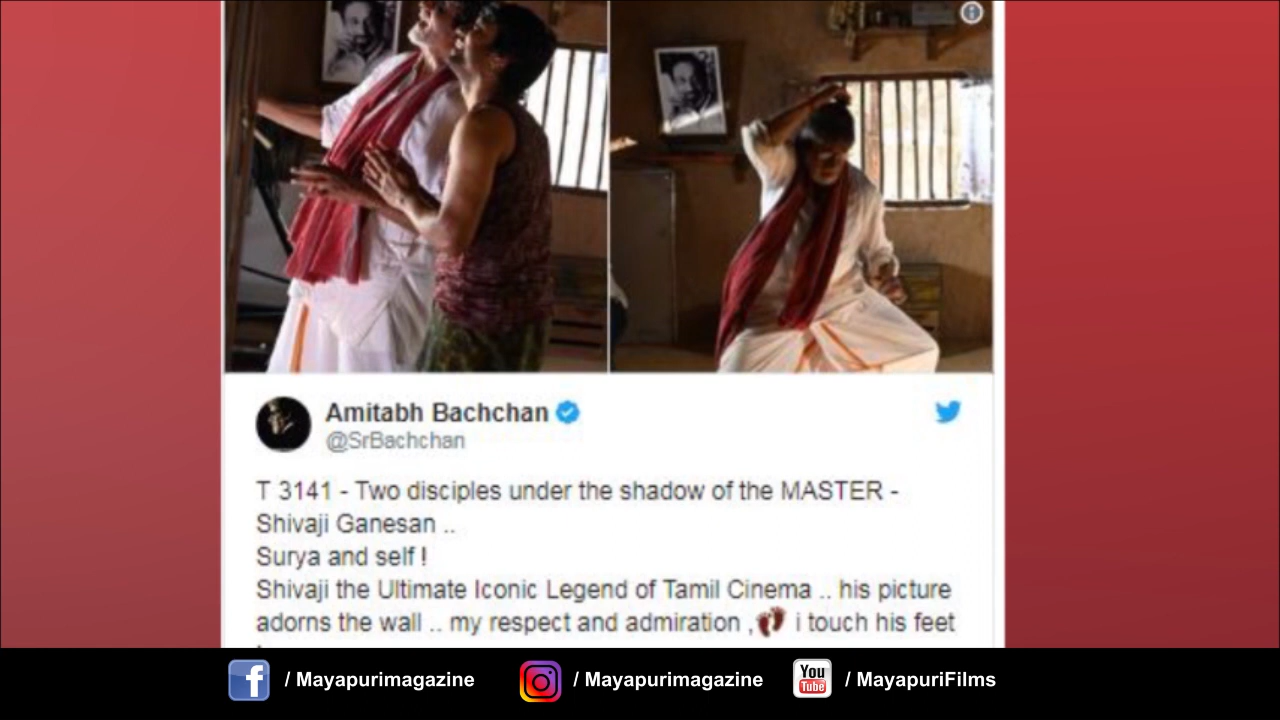 Amitabh Bachchan
@SrBachchan
T 3141 - Two disciples under the shadow of the MASTER -
Shivaji Ganesan ..
Surya and self !
Shivaji the Ultimate Iconic Legend of Tamil Cinema .. his picture
adorns the wall .. my respect and admiration ,👣 i touch his feet
/ Mayapurimagazine
/ Mayapurimagazine
You
Tube
/ MayapuriFilms